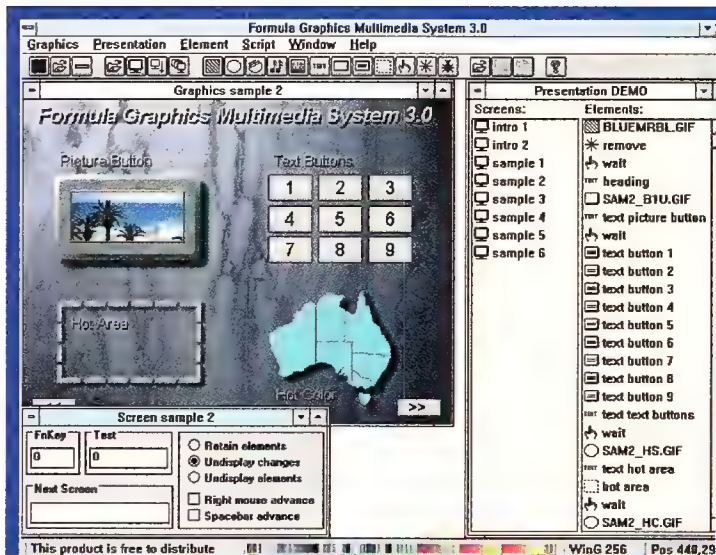 Formula Graphics Multimedia System 3.0
Graphics Presentation Element Script Window Help
Graphics sample 2
Formula Graphics Multimedia System 3.0
Picture Button
Text Buttons
1 2 3
4 5 6
7 8 9
Hot Area
Hot Color
>>
Presentation DEMO
Screens:
intro 1
intro 2
sample 1
sample 2
sample 3
sample 4
sample 5
sample 6
Elements:
BLUEMRBL.GIF
remove
wait
TEXT heading
SAM2_B1U.GIF
TEXT text picture button
wait
text button 1
text button 2
text button 3
text button 4
text button 5
text button 6
text button 7
text button 8
text button 9
TEXT text text buttons
wait
SAM2_HS.GIF
TEXT text hot area
hot area
wait
SAM2_HC.GIF
Screen sample 2
FnKey
0
Test
0
Next Screen
Retain elements
Undisplay changes
Undisplay elements
Right mouse advance
Spacebar advance
This product is free to distribute
WinG 256